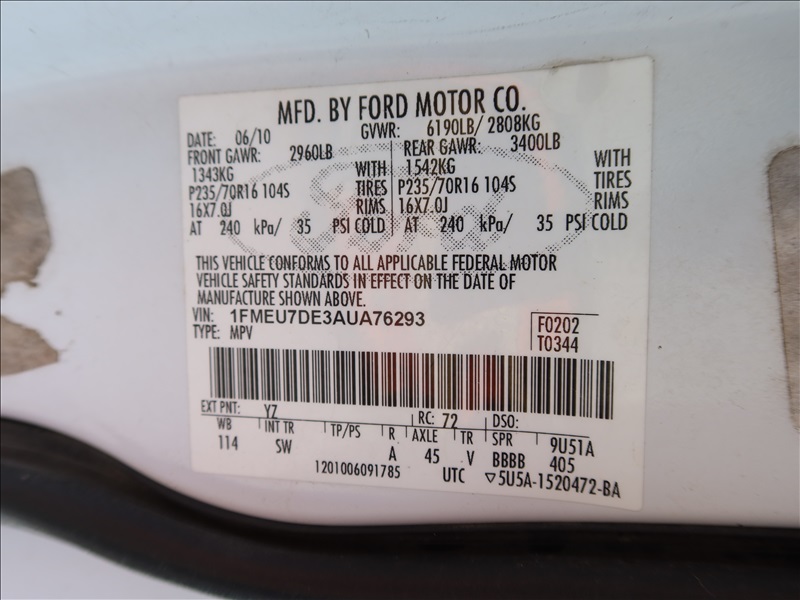 MFD. BY FORD MOTOR CO.
DATE: 06/10 GVWR: 6190LB/ 2808KG
FRONT GAWR: 2960LB REAR GAWR: 3400LB
1343KG WITH 1542KG WITH
P235/70R16 104S TIRES P235/70R16 104S TIRES
16X7.0J RIMS 16X7.0J RIMS
AT 240 kPa/ 35 PSI COLD AT 240 kPa/ 35 PSI COLD
Ford
THIS VEHICLE CONFORMS TO ALL APPLICABLE FEDERAL MOTOR
VEHICLE SAFETY STANDARDS IN EFFECT ON THE DATE OF
MANUFACTURE SHOWN ABOVE.
VIN: 1FMEU7DE3AUA76293 F0202
TYPE: MPV T0344
EXT PNT: YZ RC: 72 DSO:
WB INT TR TP/PS R AXLE TR SPR 9U51A
114 SW A 45 V BBBB 405
1201006091785 UTC ▽5U5A-1520472-BA